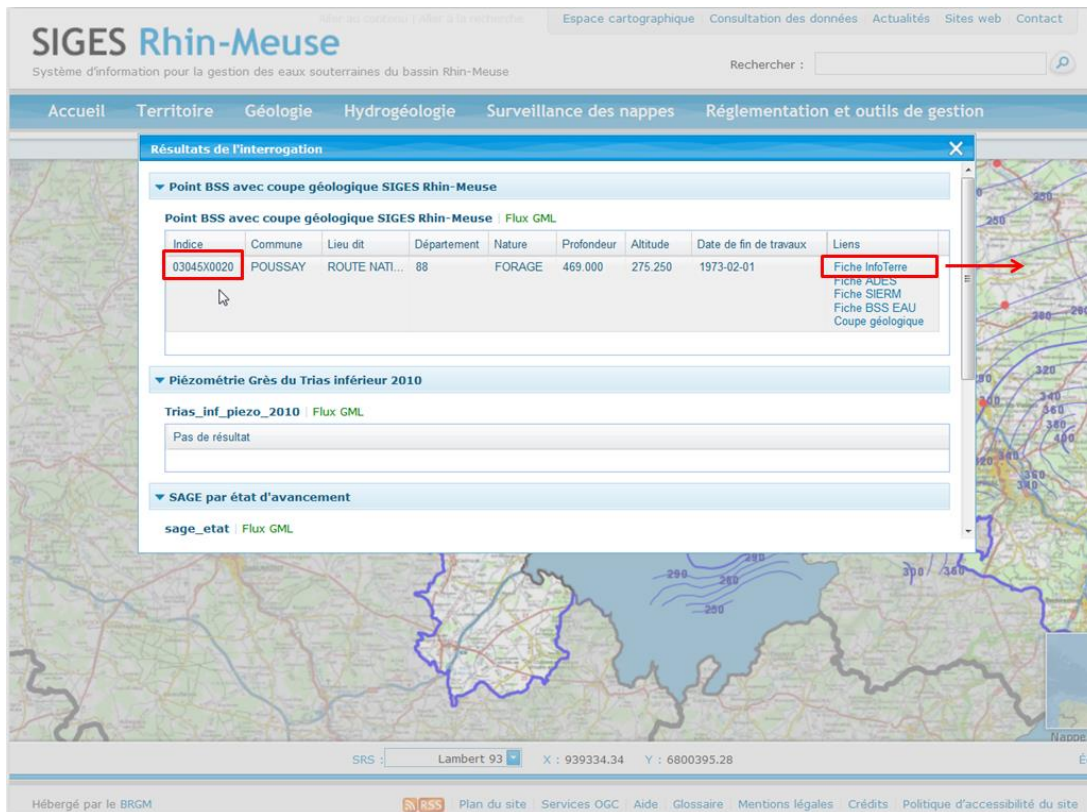 Aller au contenu | Aller à la recherche
Espace cartographique Consultation des données Actualités Sites web Contact
SIGES Rhin-Meuse
Système d'information pour la gestion des eaux souterraines du bassin Rhin-Meuse
Rechercher :
Accueil Territoire Géologie Hydrogéologie Surveillance des nappes Réglementation et outils de gestion
Résultats de l'interrogation
Point BSS avec coupe géologique SIGES Rhin-Meuse
Point BSS avec coupe géologique SIGES Rhin-Meuse | Flux GML
Indice Commune Lieu dit Département Nature Profondeur Altitude Date de fin de travaux Liens
03045X0020 POUSSAY ROUTE NATI... 88 FORAGE 469.000 275.250 1973-02-01 Fiche InfoTerre
Fiche ADES
Fiche SIERM
Fiche BSS EAU
Coupe géologique
Piézométrie Grès du Trias inférieur 2010
Trias_inf_piezo_2010 | Flux GML
Pas de résultat
SAGE par état d'avancement
sage_etat | Flux GML
250
250
280
320
340
360
380
400
360
340
290
280
290
260
250
300
360
Nappe
SRS : Lambert 93 X : 939334.34 Y : 6800395.28
Hébergé par le BRGM RSS Plan du site Services OGC Aide Glossaire Mentions légales Crédits Politique d'accessibilité du site